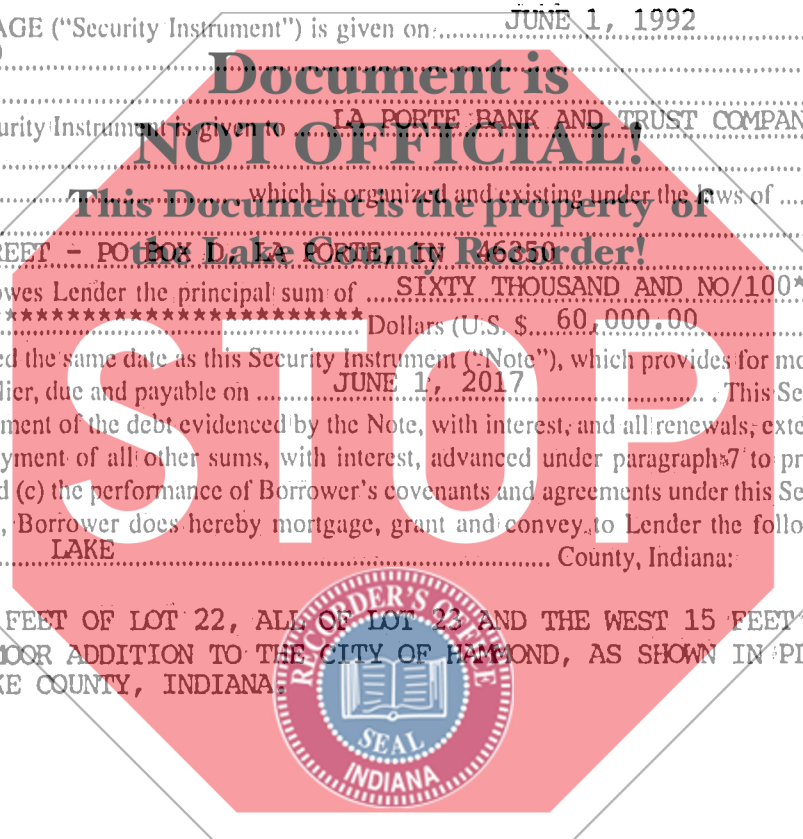 AGE ("Security Instrument") is given on JUNE 1, 1992
Document is
urity Instrument is given to LA PORTE BANK AND TRUST COMPAN
NOT OFFICIAL!
which is organized and existing under the laws of
This Document is the property of
REET - PO BOX D, LA PORTE, IN 46350
the Lake County Recorder!
owes Lender the principal sum of SIXTY THOUSAND AND NO/100*
************************ Dollars (U.S. $ 60,000.00
ed the same date as this Security Instrument ("Note"), which provides for mo
lier, due and payable on JUNE 1, 2017 . This Se
ment of the debt evidenced by the Note, with interest, and all renewals, exte
yment of all other sums, with interest, advanced under paragraph 7 to pr
d (c) the performance of Borrower's covenants and agreements under this Se
, Borrower does hereby mortgage, grant and convey to Lender the follo
LAKE County, Indiana:
STOP
FEET OF LOT 22, ALL OF LOT 23 AND THE WEST 15 FEET
MOOR ADDITION TO THE CITY OF HAMMOND, AS SHOWN IN PL
KE COUNTY, INDIANA.
RECORDER'S OFFICE
SEAL
INDIANA